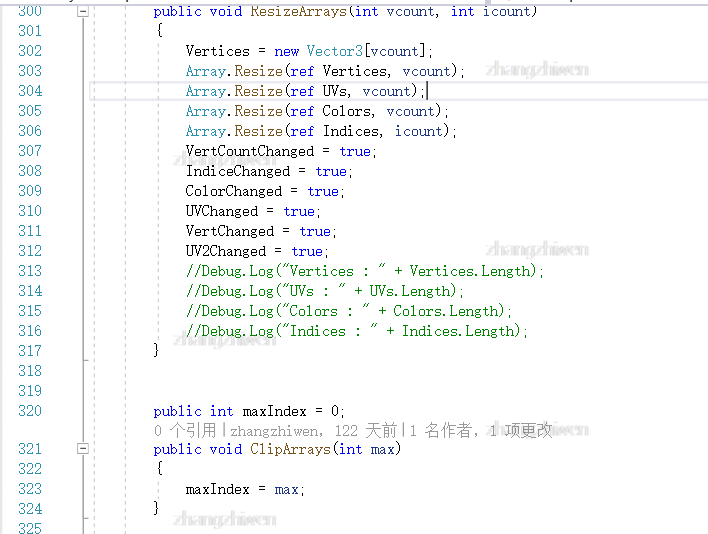 300 public void ResizeArrays(int vcount, int icount)
301 {
302 Vertices = new Vector3[vcount];
303 Array.Resize(ref Vertices, vcount);
zhangzhiwen
304 Array.Resize(ref UVs, vcount);
305 Array.Resize(ref Colors, vcount);
306 Array.Resize(ref Indices, icount);
307 VertCountChanged = true;
zhangzhiwen
308 IndiceChanged = true;
309 ColorChanged = true;
310 UVChanged = true;
311 VertChanged = true;
312 UV2Changed = true;
zhangzhiwen
313 //Debug.Log("Vertices : " + Vertices.Length);
314 //Debug.Log("UVs : " + UVs.Length);
315 //Debug.Log("Colors : " + Colors.Length);
316 //Debug.Log("Indices : " + Indices.Length);
zhangzhiwen
317 }
318
319
320 public int maxIndex = 0;
0 个引用 | zhangzhiwen，122 天前 | 1 名作者，1 项更改
zhangzhiwen
321 public void ClipArrays(int max)
322 {
323 maxIndex = max;
324 }
zhangzhiwen
325